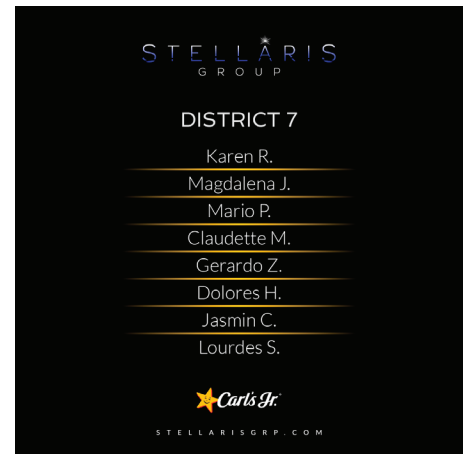 STELLARIS
GROUP
DISTRICT 7
Karen R.
Magdalena J.
Mario P.
Claudette M.
Gerardo Z.
Dolores H.
Jasmin C.
Lourdes S.
Carl's Jr.
STELLARISGRP.COM